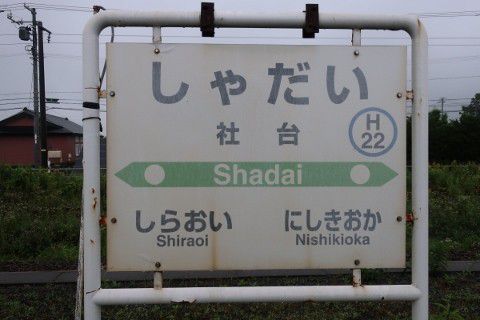 しゃだい
社台
H
22
Shadai
しらおい
Shiraoi
にしきおか
Nishikioka